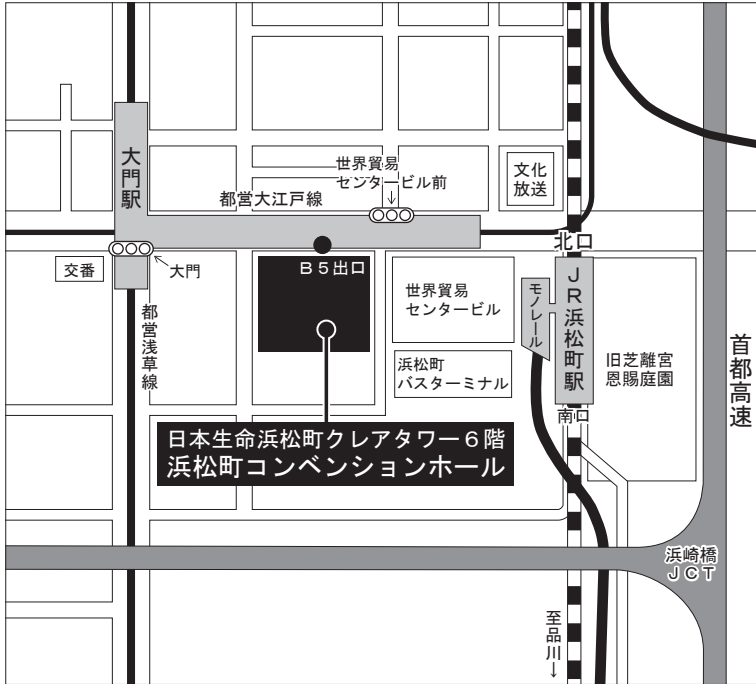 大門駅
都営大江戸線
世界貿易
センタービル前
文化
放送
北口
交番
大門
B5出口
都営浅草線
世界貿易
センタービル
モノレール
JR浜松町駅
旧芝離宮
恩賜庭園
首都高速
浜松町
バスターミナル
南口
日本生命浜松町クレアタワー6階
浜松町コンベンションホール
浜崎橋
JCT
至品川